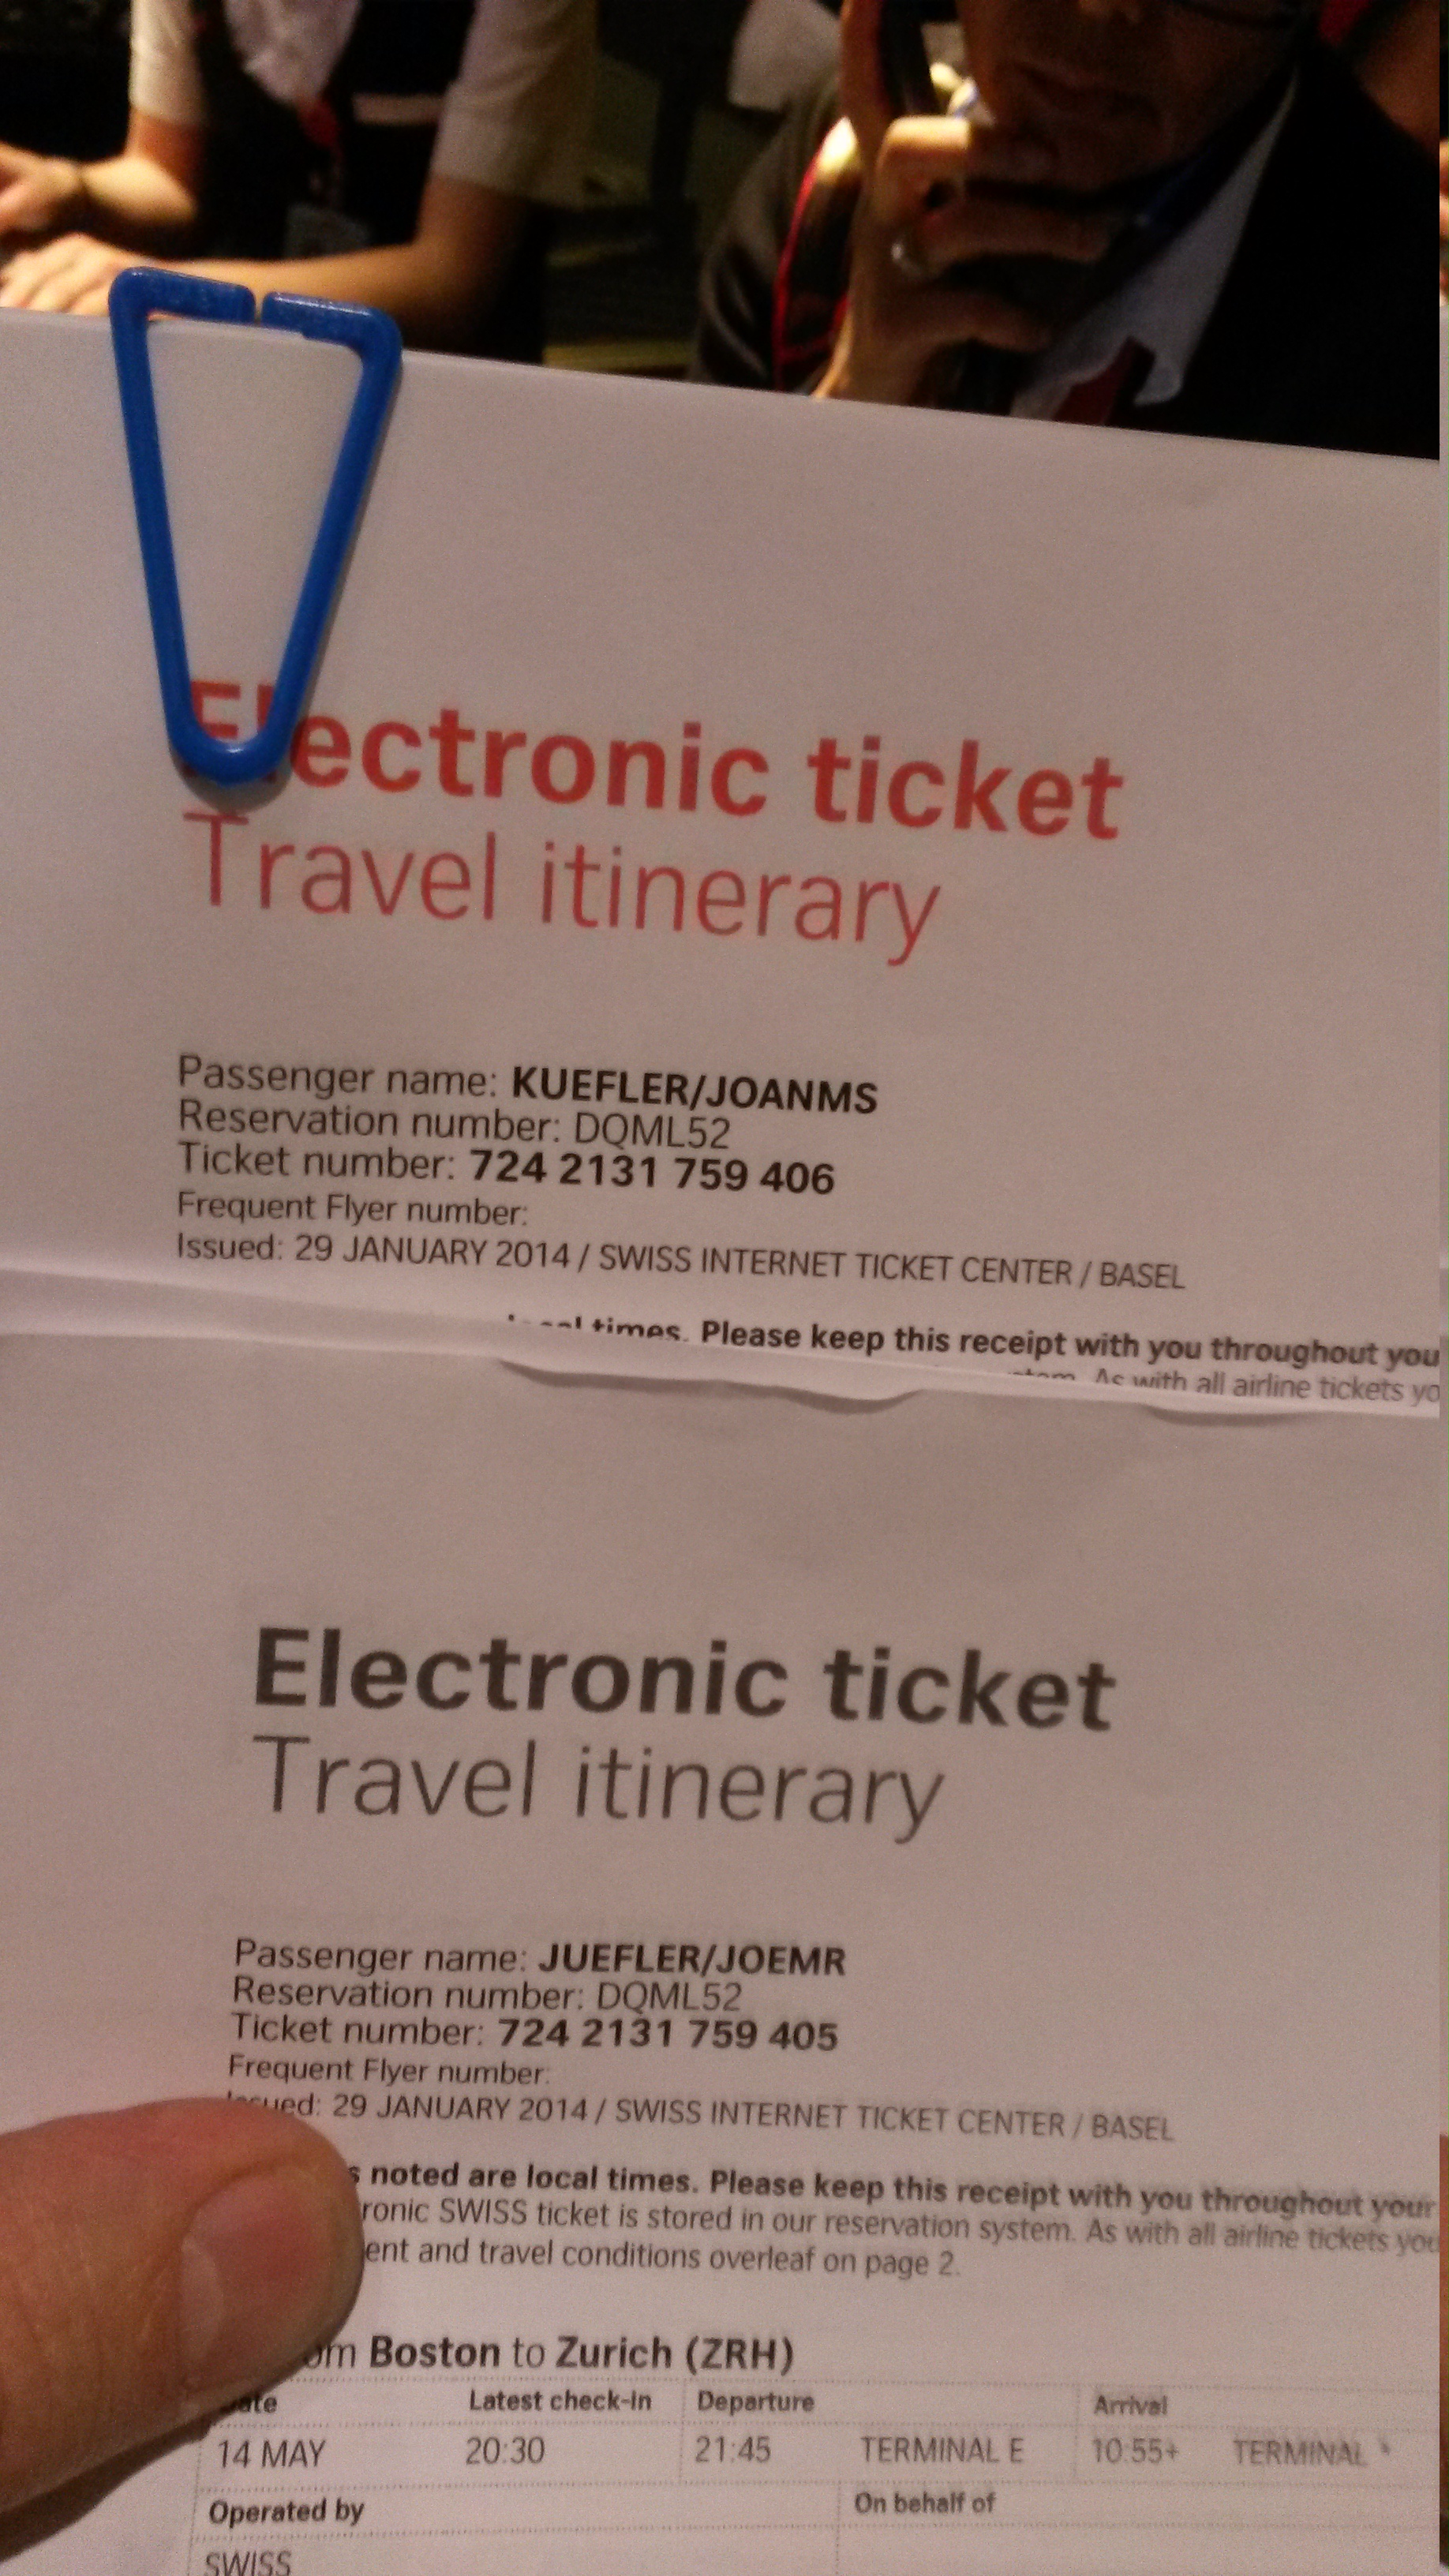 Electronic ticket
Travel itinerary
Passenger name: KUEFLER/JOANMS
Reservation number: DQML52
Ticket number: 724 2131 759 406
Frequent Flyer number:
Issued: 29 JANUARY 2014 / SWISS INTERNET TICKET CENTER / BASEL
times. Please keep this receipt with you throughout you
As with all airline tickets yo
Electronic ticket
Travel itinerary
Passenger name: JUEFLER/JOEMR
Reservation number: DQML52
Ticket number: 724 2131 759 405
Frequent Flyer number:
Issued: 29 JANUARY 2014 / SWISS INTERNET TICKET CENTER / BASEL
s noted are local times. Please keep this receipt with you throughout your
ronic SWISS ticket is stored in our reservation system. As with all airline tickets you
ent and travel conditions overleaf on page 2.
om Boston to Zurich (ZRH)
Date Latest check-in Departure Arrival
14 MAY 20:30 21:45 TERMINAL E 10:55+ TERMINAL *
Operated by On behalf of
SWISS